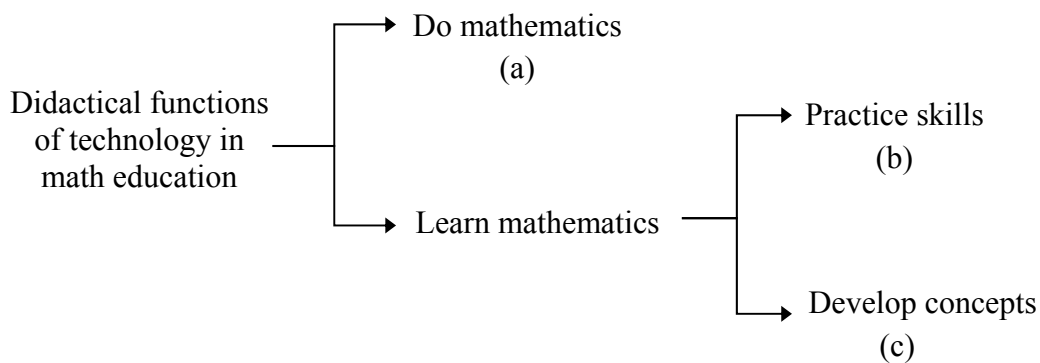 Do mathematics
(a)
Didactical functions
of technology in
math education
Practice skills
(b)
Learn mathematics
Develop concepts
(c)